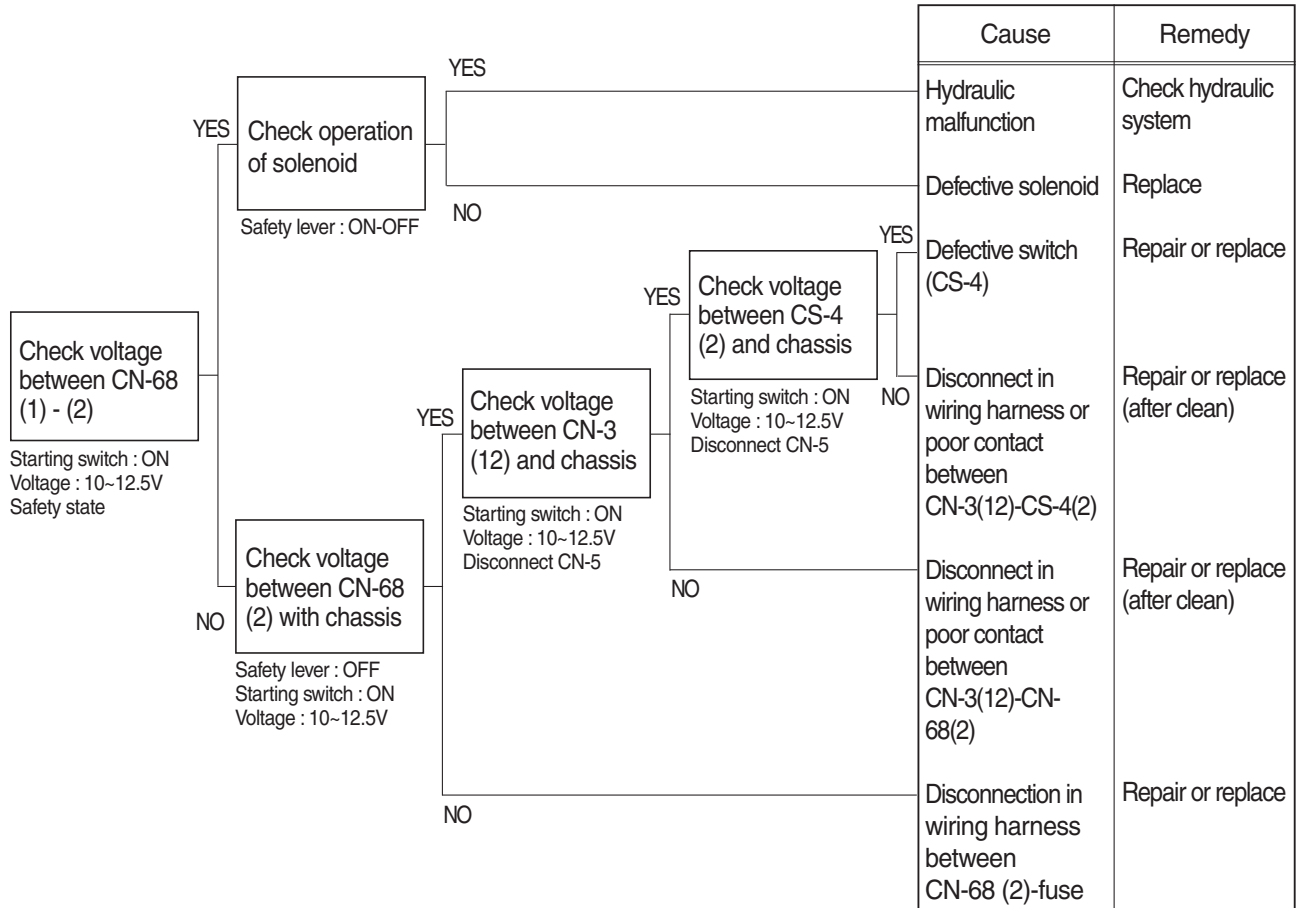 Cause
Remedy
YES
Hydraulic
malfunction
Check hydraulic
system
YES
Check operation
of solenoid
Defective solenoid
Replace
NO
Safety lever : ON-OFF
YES
Defective switch
(CS-4)
Repair or replace
YES
Check voltage
between CS-4
(2) and chassis
Check voltage
between CN-68
(1) - (2)
Starting switch : ON
Voltage : 10~12.5V
Disconnect CN-5
NO
Disconnect in
wiring harness or
poor contact
between
CN-3(12)-CS-4(2)
Repair or replace
(after clean)
YES
Check voltage
between CN-3
(12) and chassis
Starting switch : ON
Voltage : 10~12.5V
Safety state
Starting switch : ON
Voltage : 10~12.5V
Disconnect CN-5
NO
Check voltage
between CN-68
(2) with chassis
NO
Disconnect in
wiring harness or
poor contact
between
CN-3(12)-CN-
68(2)
Repair or replace
(after clean)
Safety lever : OFF
Starting switch : ON
Voltage : 10~12.5V
NO
Disconnection in
wiring harness
between
CN-68 (2)-fuse
Repair or replace